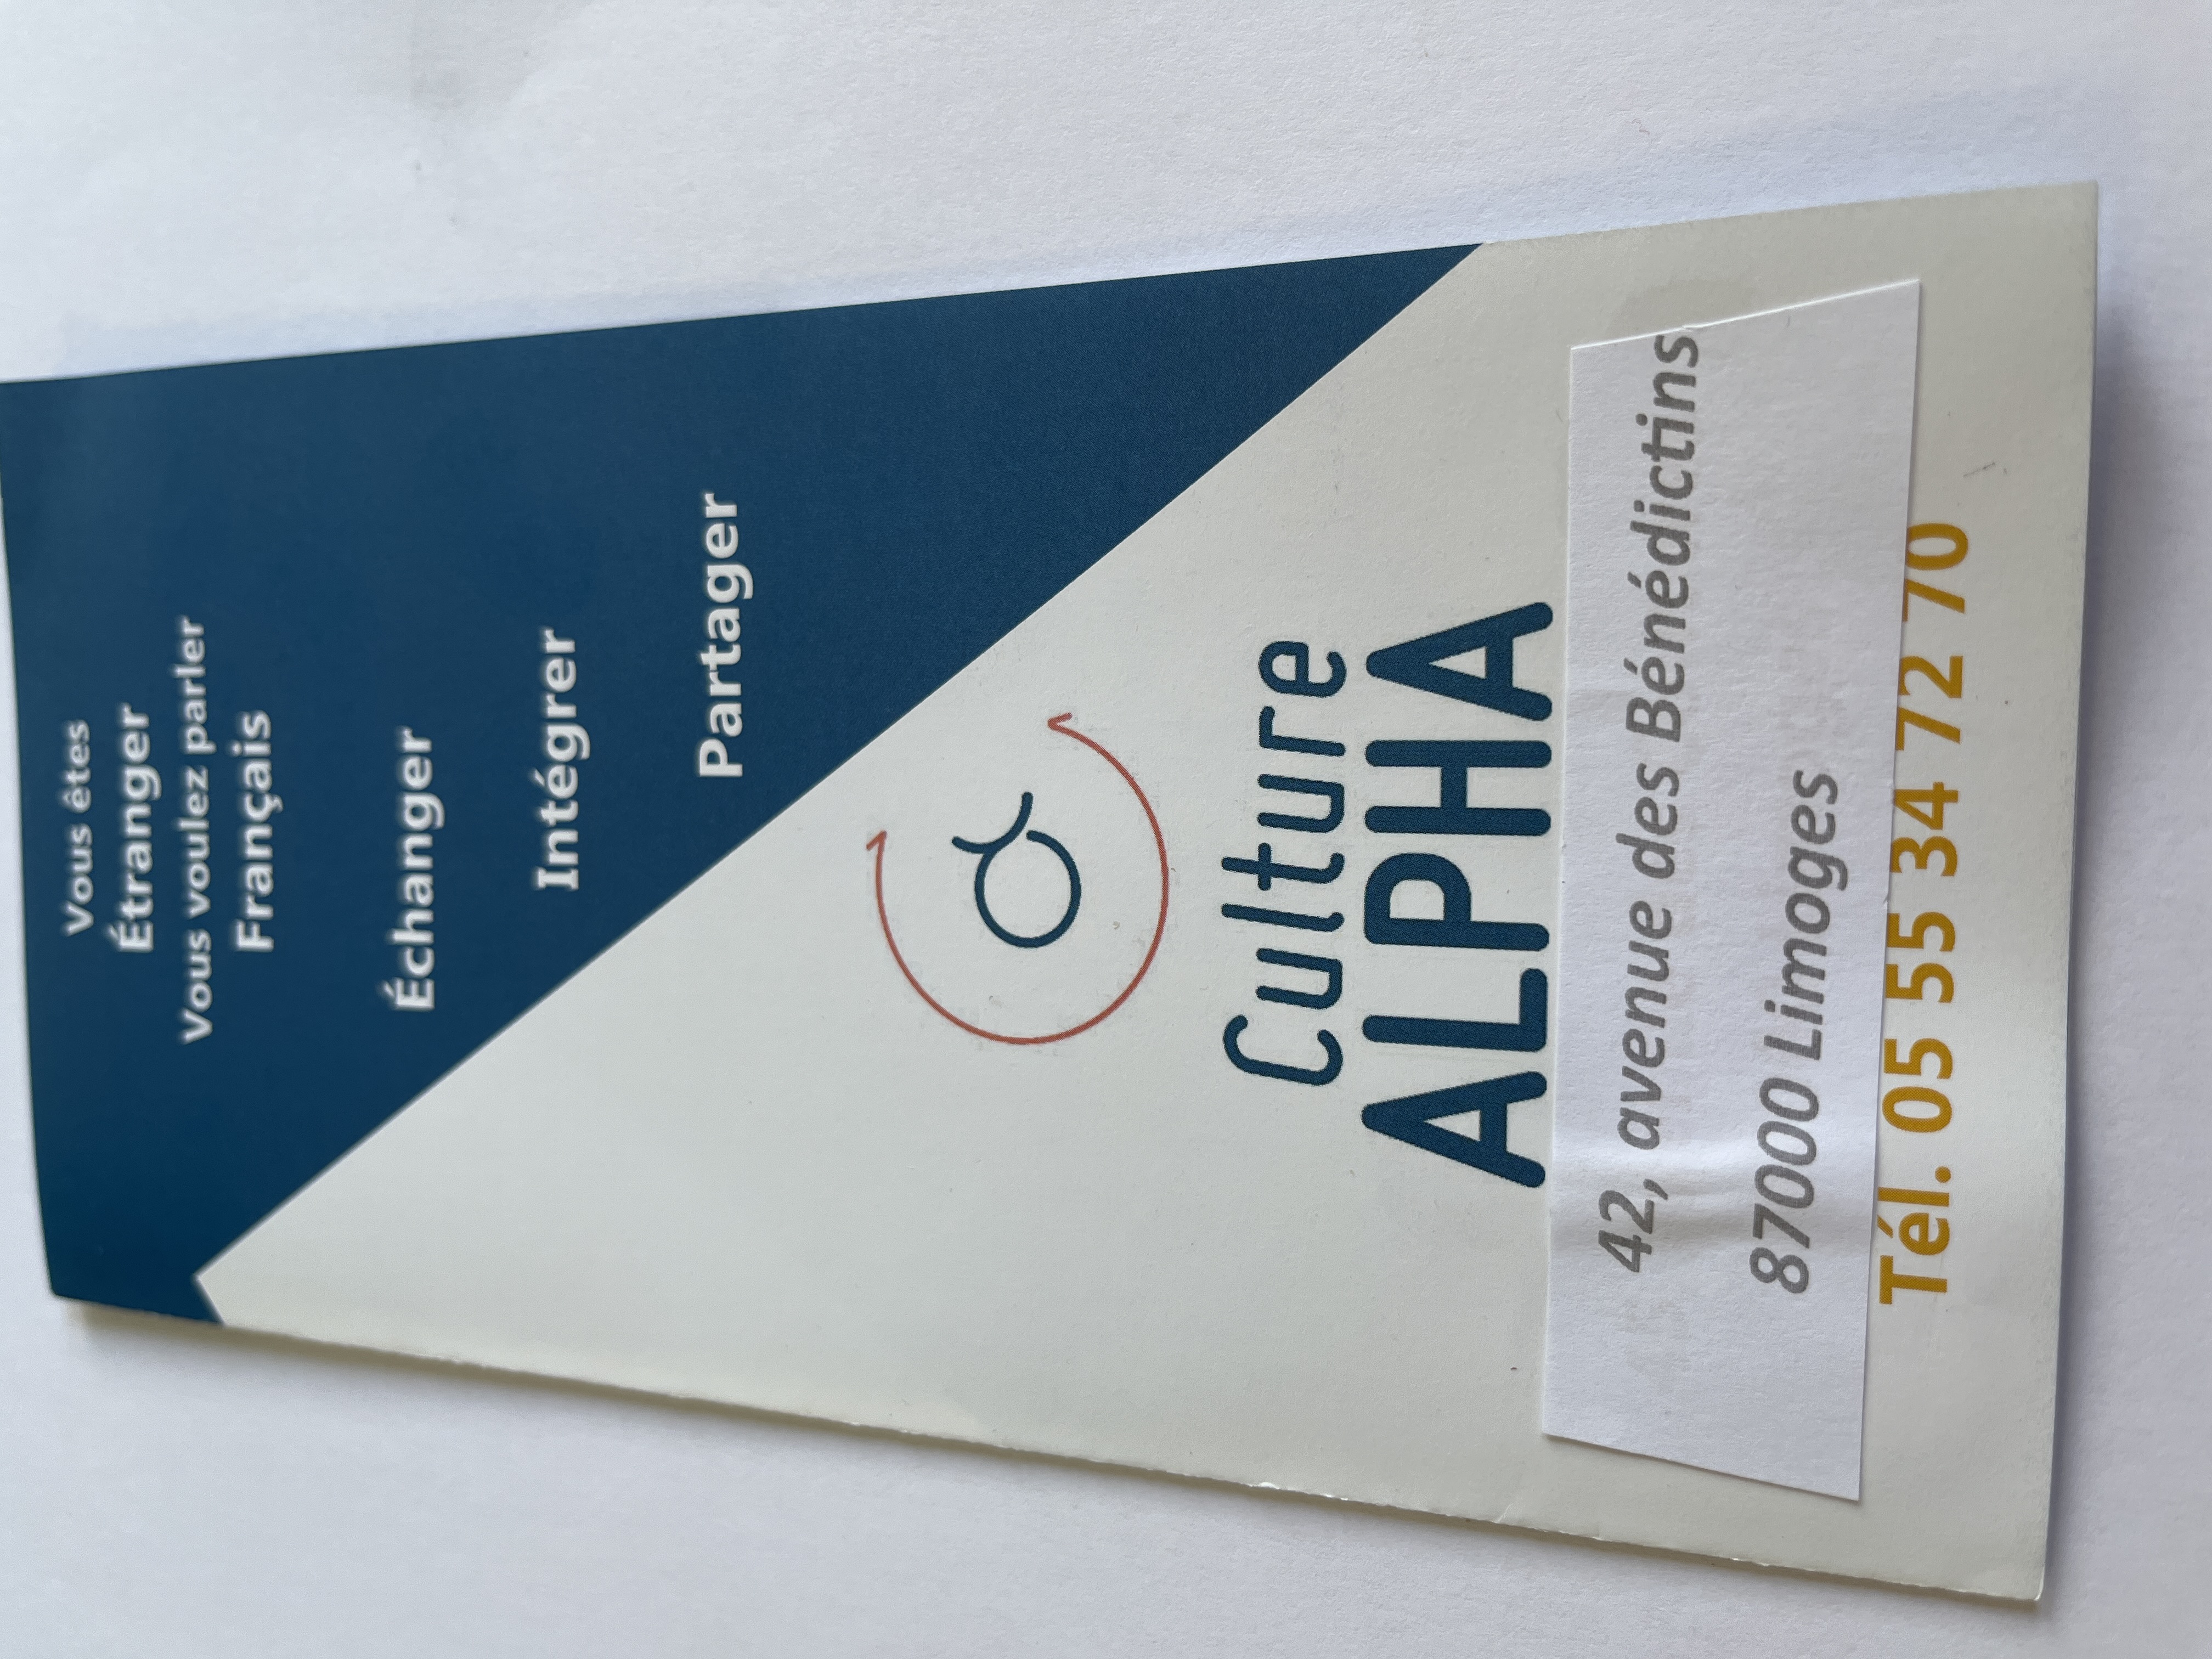 Vous êtes
Étranger
Vous voulez parler
Français
Échanger
Intégrer
Partager
Culture
ALPHA
42, avenue des Bénédictins
87000 Limoges
Tél. 05 55 34 72 70